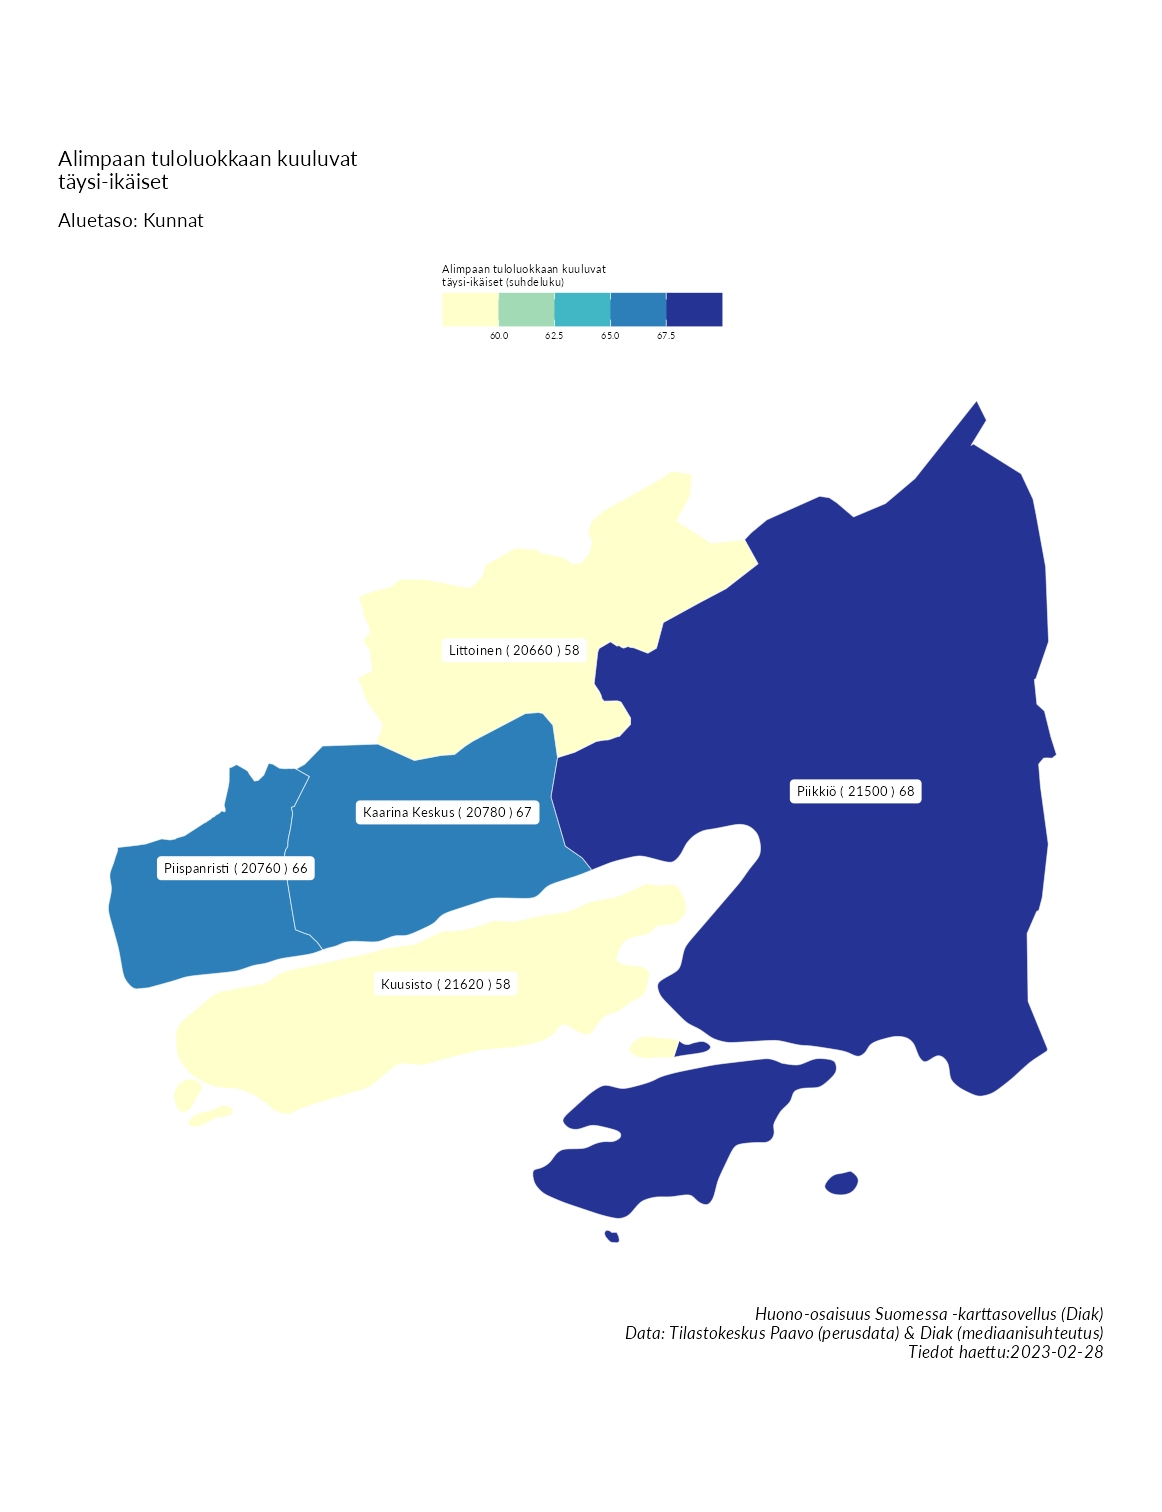 Alimpaan tuloluokkaan kuuluvat
täysi-ikäiset
Aluetaso: Kunnat
Alimpaan tuloluokkaan kuuluvat
täysi-ikäiset (suhdeluku)
60.0 62.5 65.0 67.5
Littoinen ( 20660 ) 58
Piikkiö ( 21500 ) 68
Kaarina Keskus ( 20780 ) 67
Piispanristi ( 20760 ) 66
Kuusisto ( 21620 ) 58
Huono-osaisuus Suomessa -karttasovellus (Diak)
Data: Tilastokeskus Paavo (perusdata) & Diak (mediaanisuhteutus)
Tiedot haettu:2023-02-28